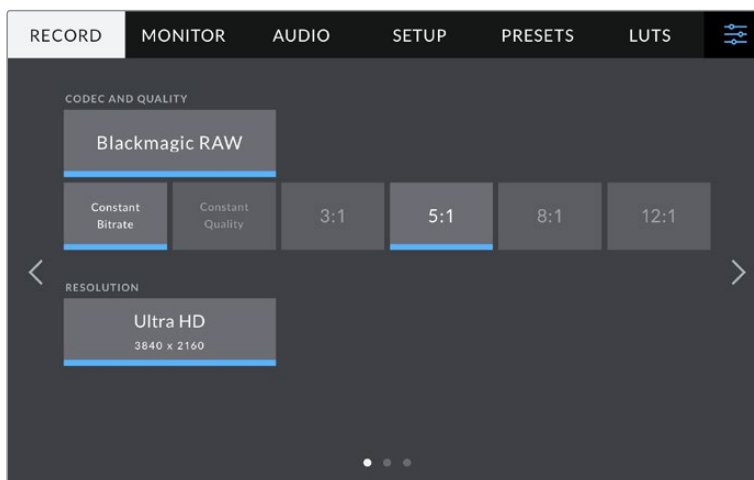 RECORD MONITOR AUDIO SETUP PRESETS LUTS
CODEC AND QUALITY
Blackmagic RAW
Constant Bitrate
Constant Quality
3:1 5:1 8:1 12:1
RESOLUTION
Ultra HD
3840 x 2160